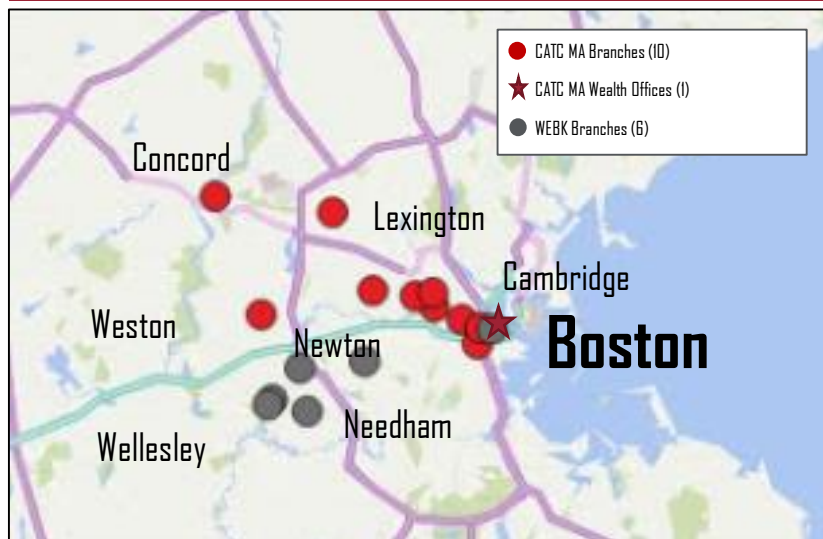 CATC MA Branches (10)
CATC MA Wealth Offices (1)
WEBK Branches (6)
Concord
Lexington
Cambridge
Weston
Boston
Newton
Needham
Wellesley